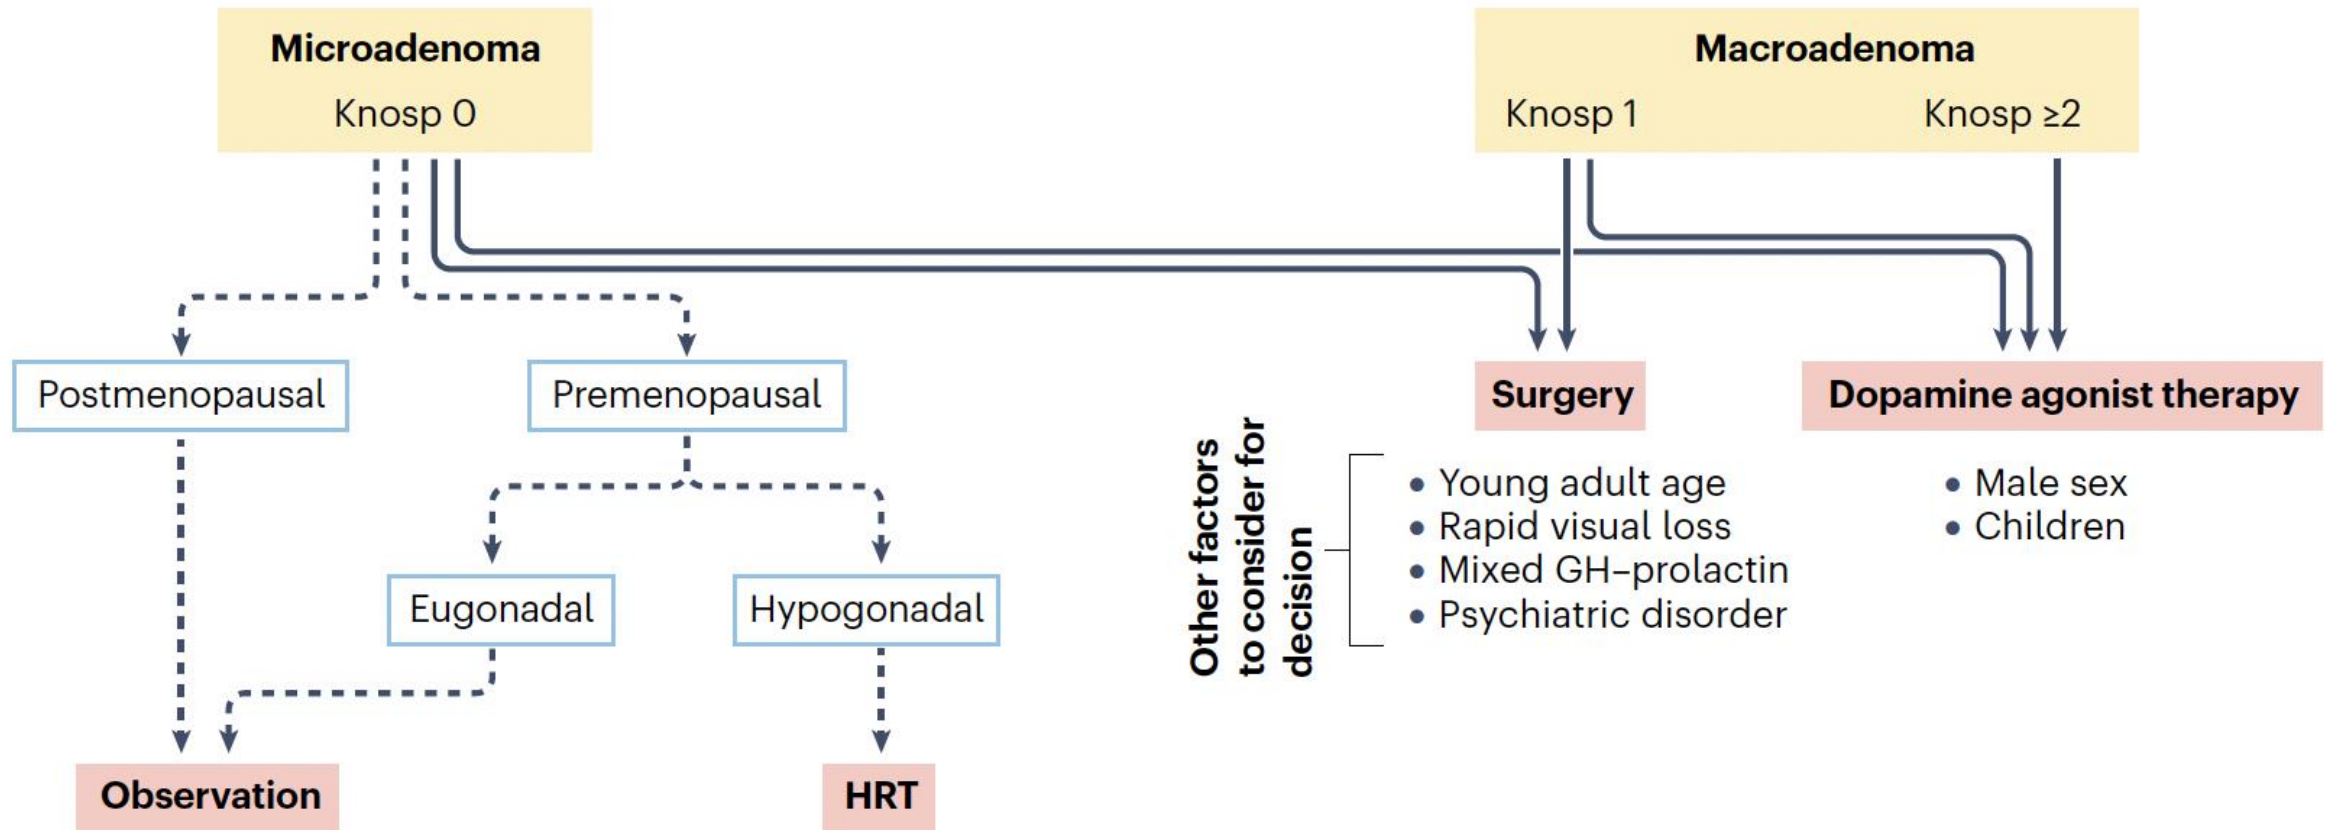 Microadenoma
Knosp 0
Macroadenoma
Knosp 1
Knosp ≥2
Postmenopausal
Premenopausal
Surgery
Dopamine agonist therapy
Other factors
to consider for
decision
• Young adult age
• Rapid visual loss
• Mixed GH–prolactin
• Psychiatric disorder
• Male sex
• Children
Eugonadal
Hypogonadal
Observation
HRT